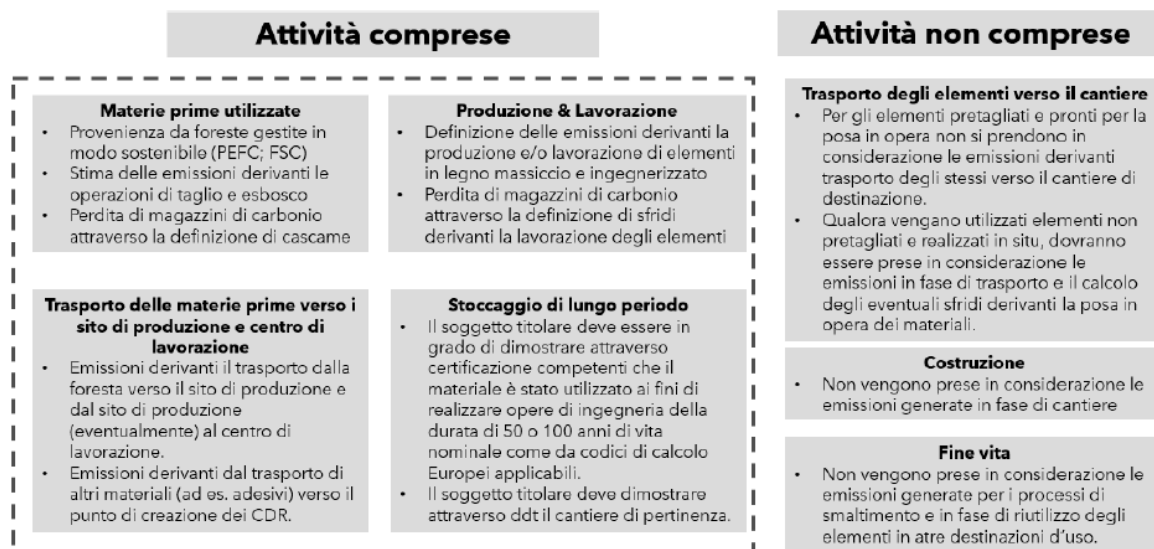 Attività comprese
Materie prime utilizzate
• Provenienza da foreste gestite in
modo sostenibile (PEFC; FSC)
• Stima delle emissioni derivanti le
operazioni di taglio e esbosco
• Perdita di magazzini di carbonio
attraverso la definizione di cascame
Produzione & Lavorazione
• Definizione delle emissioni derivanti la
produzione e/o lavorazione di elementi
in legno massiccio e ingegnerizzato
• Perdita di magazzini di carbonio
attraverso la definizione di sfridi
derivanti la lavorazione degli elementi
Trasporto delle materie prime verso i
sito di produzione e centro di
lavorazione
• Emissioni derivanti il trasporto dalla
foresta verso il sito di produzione e
dal sito di produzione
(eventualmente) al centro di
lavorazione.
• Emissioni derivanti dal trasporto di
altri materiali (ad es. adesivi) verso il
punto di creazione dei CDR.
Stoccaggio di lungo periodo
• Il soggetto titolare deve essere in
grado di dimostrare attraverso
certificazione competenti che il
materiale è stato utilizzato ai fini di
realizzare opere di ingegneria della
durata di 50 o 100 anni di vita
nominale come da codici di calcolo
Europei applicabili.
• Il soggetto titolare deve dimostrare
attraverso ddt il cantiere di pertinenza.
Attività non comprese
Trasporto degli elementi verso il cantiere
• Per gli elementi pretagliati e pronti per la
posa in opera non si prendono in
considerazione le emissioni derivanti
trasporto degli stessi verso il cantiere di
destinazione.
• Qualora vengano utilizzati elementi non
pretagliati e realizzati in situ, dovranno
essere prese in considerazione le
emissioni in fase di trasporto e il calcolo
degli eventuali sfridi derivanti la posa in
opera dei materiali.
Costruzione
• Non vengono prese in considerazione le
emissioni generate in fase di cantiere
Fine vita
• Non vengono prese in considerazione le
emissioni generate per i processi di
smaltimento e in fase di riutilizzo degli
elementi in atre destinazioni d'uso.